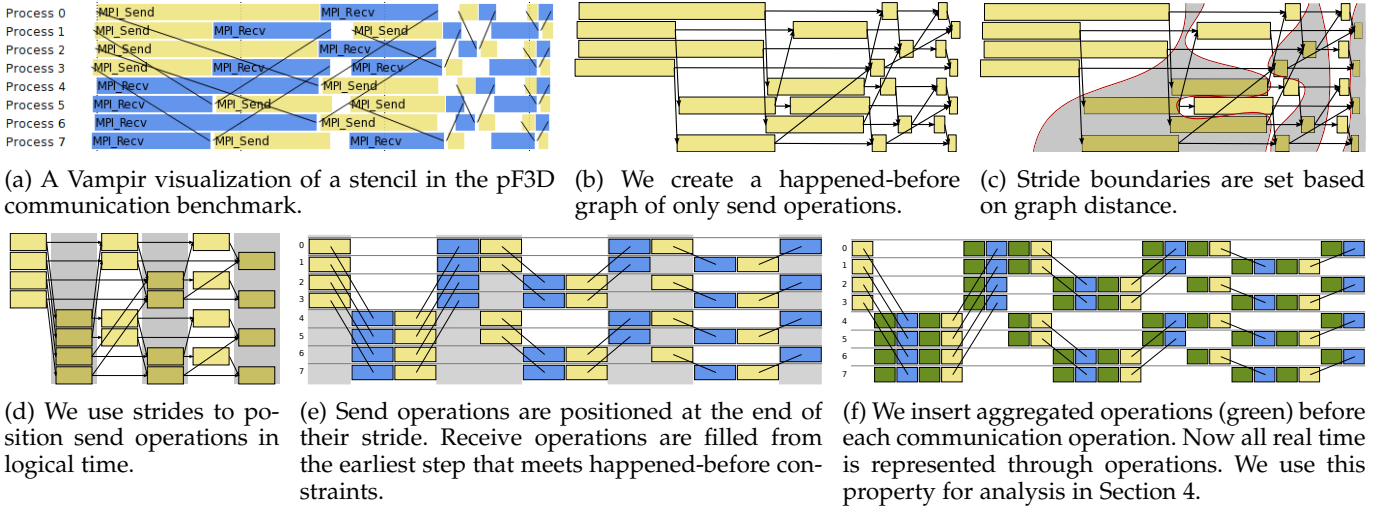 Process 0 MPI_Send MPI_Recv
Process 1 MPI_Send MPI_Recv MPI_Send
Process 2 MPI_Send MPI_Recv
Process 3 MPI_Send MPI_Recv MPI_Recv
Process 4 MPI_Recv MPI_Send
Process 5 MPI_Recv MPI_Send MPI_Send
Process 6 MPI_Recv MPI_Send
Process 7 MPI_Recv MPI_Send MPI_Recv
(a) A Vampir visualization of a stencil in the pF3D
communication benchmark.
(b) We create a happened-before
graph of only send operations.
(c) Stride boundaries are set based
on graph distance.
(d) We use strides to po-
sition send operations in
logical time.
0
1
2
3
4
5
6
7
(e) Send operations are positioned at the end of
their stride. Receive operations are filled from
the earliest step that meets happened-before con-
straints.
0
1
2
3
4
5
6
7
(f) We insert aggregated operations (green) before
each communication operation. Now all real time
is represented through operations. We use this
property for analysis in Section 4.